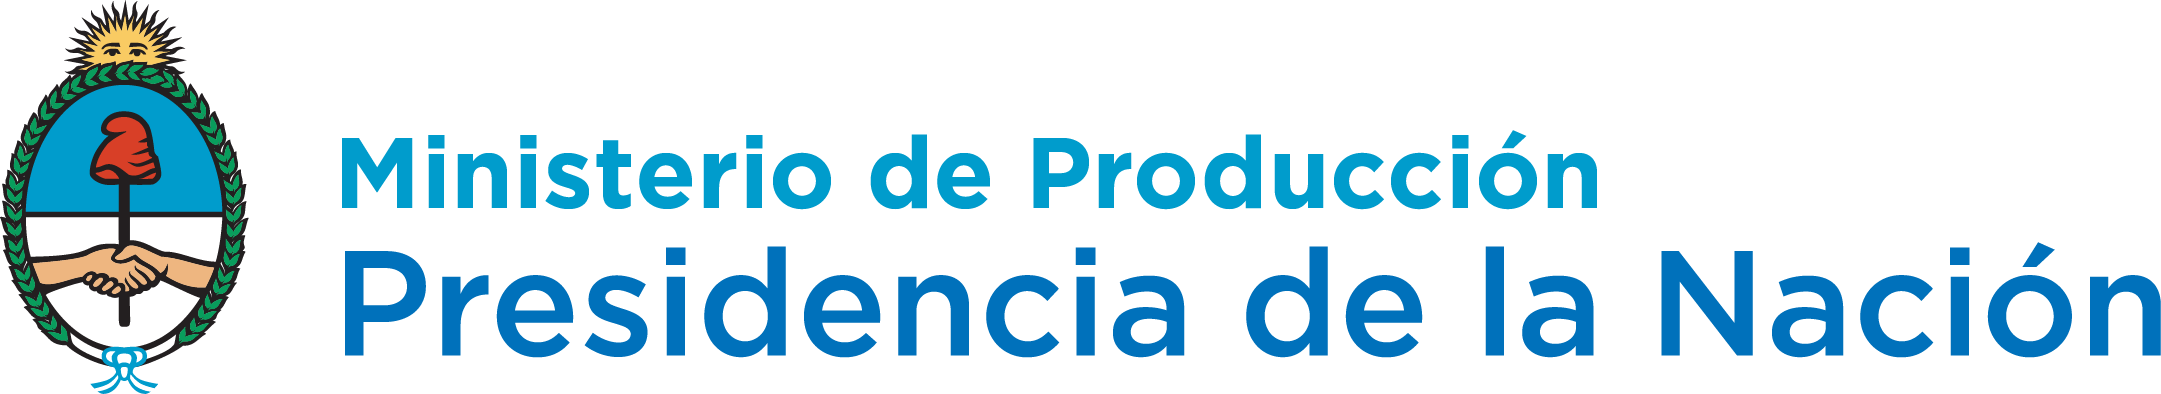 Ministerio de Producción
Presidencia de la Nación